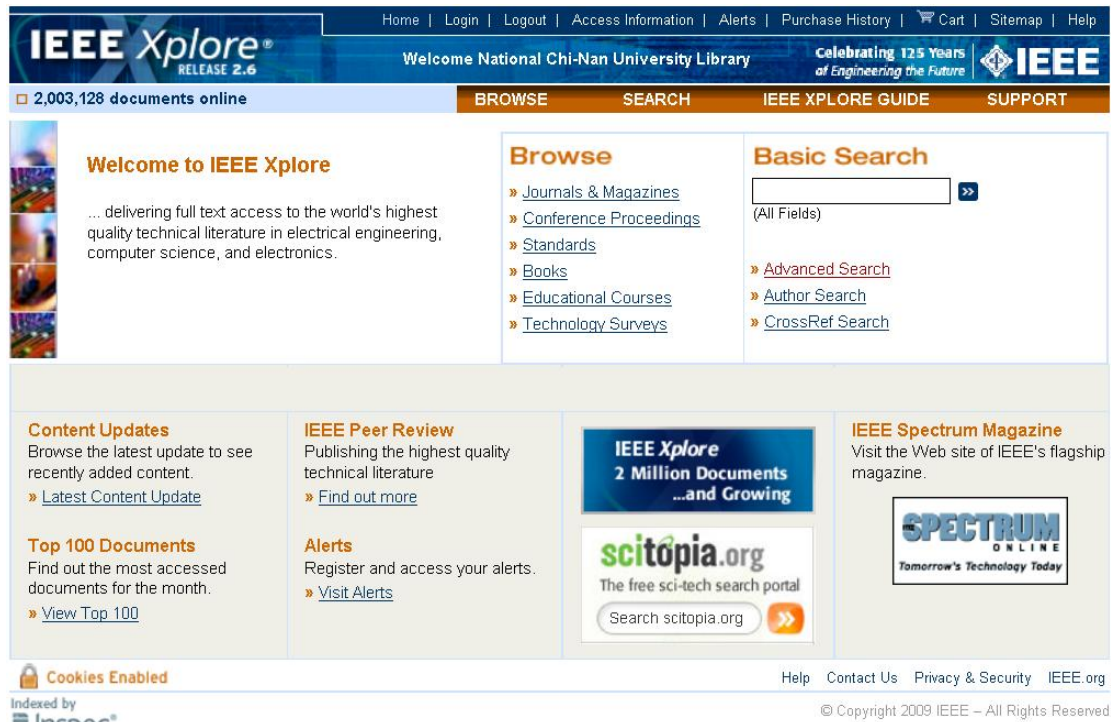 Home | Login | Logout | Access Information | Alerts | Purchase History | Cart | Sitemap | Help
IEEE Xplore®
RELEASE 2.6
Welcome National Chi-Nan University Library
Celebrating 125 Years
of Engineering the Future
IEEE
2,003,128 documents online
BROWSE SEARCH IEEE XPLORE GUIDE SUPPORT
Welcome to IEEE Xplore
... delivering full text access to the world's highest
quality technical literature in electrical engineering,
computer science, and electronics.
Browse
» Journals & Magazines
» Conference Proceedings
» Standards
» Books
» Educational Courses
» Technology Surveys
Basic Search
»
(All Fields)
» Advanced Search
» Author Search
» CrossRef Search
Content Updates
Browse the latest update to see
recently added content.
» Latest Content Update
Top 100 Documents
Find out the most accessed
documents for the month.
» View Top 100
IEEE Peer Review
Publishing the highest quality
technical literature
» Find out more
Alerts
Register and access your alerts.
» Visit Alerts
IEEE Xplore
2 Million Documents
...and Growing
scitopia.org
The free sci-tech search portal
Search scitopia.org »
IEEE Spectrum Magazine
Visit the Web site of IEEE's flagship
magazine.
SPECTRUM
ONLINE
Tomorrow's Technology Today
Cookies Enabled
Help Contact Us Privacy & Security IEEE.org
Indexed by
Inspec®
© Copyright 2009 IEEE – All Rights Reserved